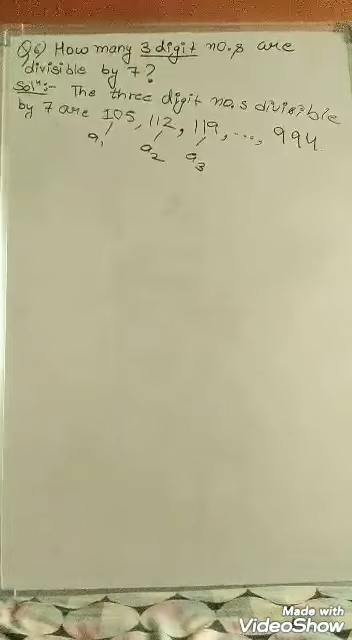 Q6) How many 3 digit no.s are
divisible by 7?
Solⁿ:- The three digit no.s divisible
by 7 are 105, 112, 119, ..., 994
a₁ a₂ a₃
Made with
VideoShow